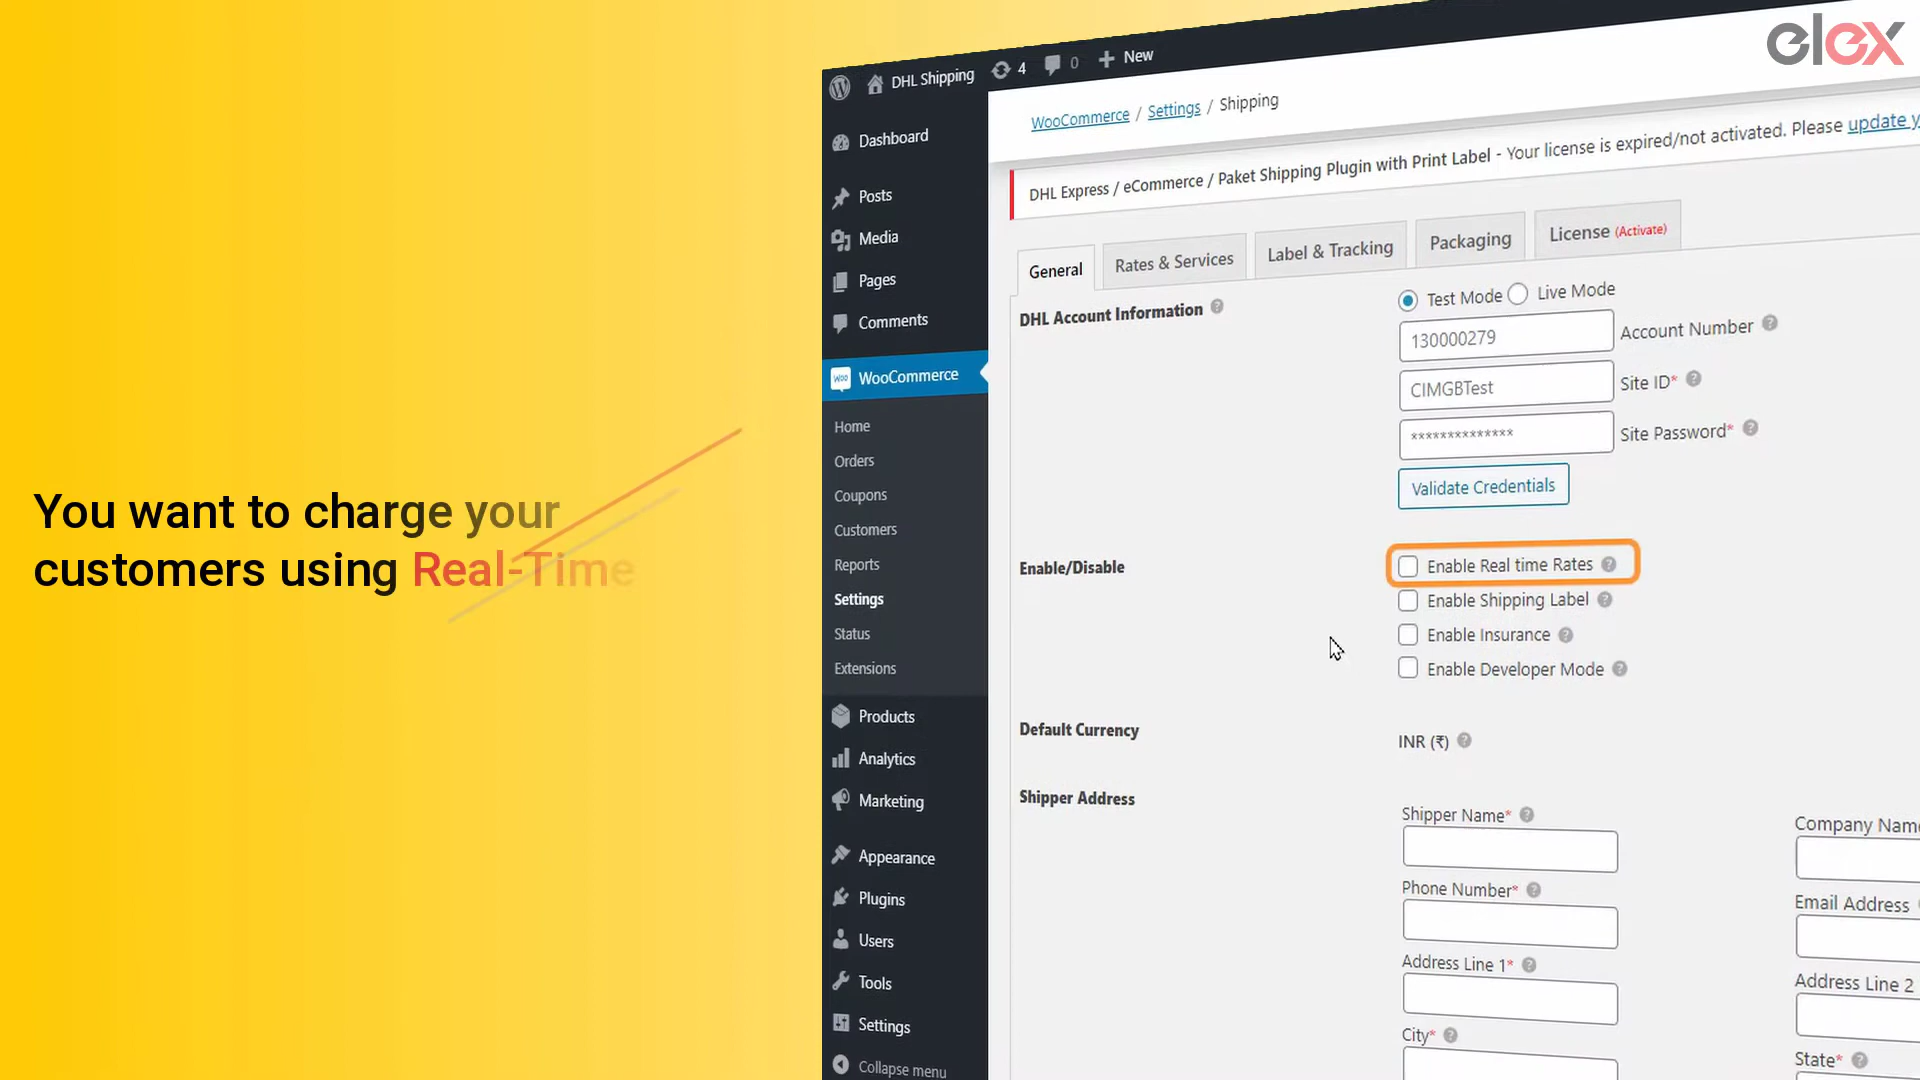 elex
You want to charge your
customers using Real-Time
DHL Shipping 4 0 New
Dashboard
Posts
Media
Pages
Comments
WooCommerce
Home
Orders
Coupons
Customers
Reports
Settings
Status
Extensions
Products
Analytics
Marketing
Appearance
Plugins
Users
Tools
Settings
Collapse menu
WooCommerce / Settings / Shipping
DHL Express / eCommerce / Paket Shipping Plugin with Print Label - Your license is expired/not activated. Please update
General Rates & Services Label & Tracking Packaging License (Activate)
DHL Account Information
Test Mode Live Mode
130000279 Account Number
CIMGBTest Site ID*
************** Site Password*
Validate Credentials
Enable/Disable
Enable Real time Rates
Enable Shipping Label
Enable Insurance
Enable Developer Mode
Default Currency
INR (₹)
Shipper Address
Shipper Name* Company Name
Phone Number* Email Address
Address Line 1* Address Line 2
City* State*